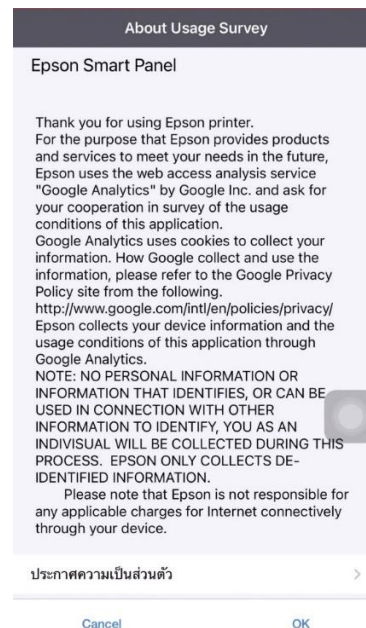 About Usage Survey
Epson Smart Panel
Thank you for using Epson printer.
For the purpose that Epson provides products
and services to meet your needs in the future,
Epson uses the web access analysis service
"Google Analytics" by Google Inc. and ask for
your cooperation in survey of the usage
conditions of this application.
Google Analytics uses cookies to collect your
information. How Google collect and use the
information, please refer to the Google Privacy
Policy site from the following.
http://www.google.com/intl/en/policies/privacy/
Epson collects your device information and the
usage conditions of this application through
Google Analytics.
NOTE: NO PERSONAL INFORMATION OR
INFORMATION THAT IDENTIFIES, OR CAN BE
USED IN CONNECTION WITH OTHER
INFORMATION TO IDENTIFY, YOU AS AN
INDIVISUAL WILL BE COLLECTED DURING THIS
PROCESS. EPSON ONLY COLLECTS DE-
IDENTIFIED INFORMATION.
Please note that Epson is not responsible for
any applicable charges for Internet connectively
through your device.
ประกาศความเป็นส่วนตัว
Cancel OK